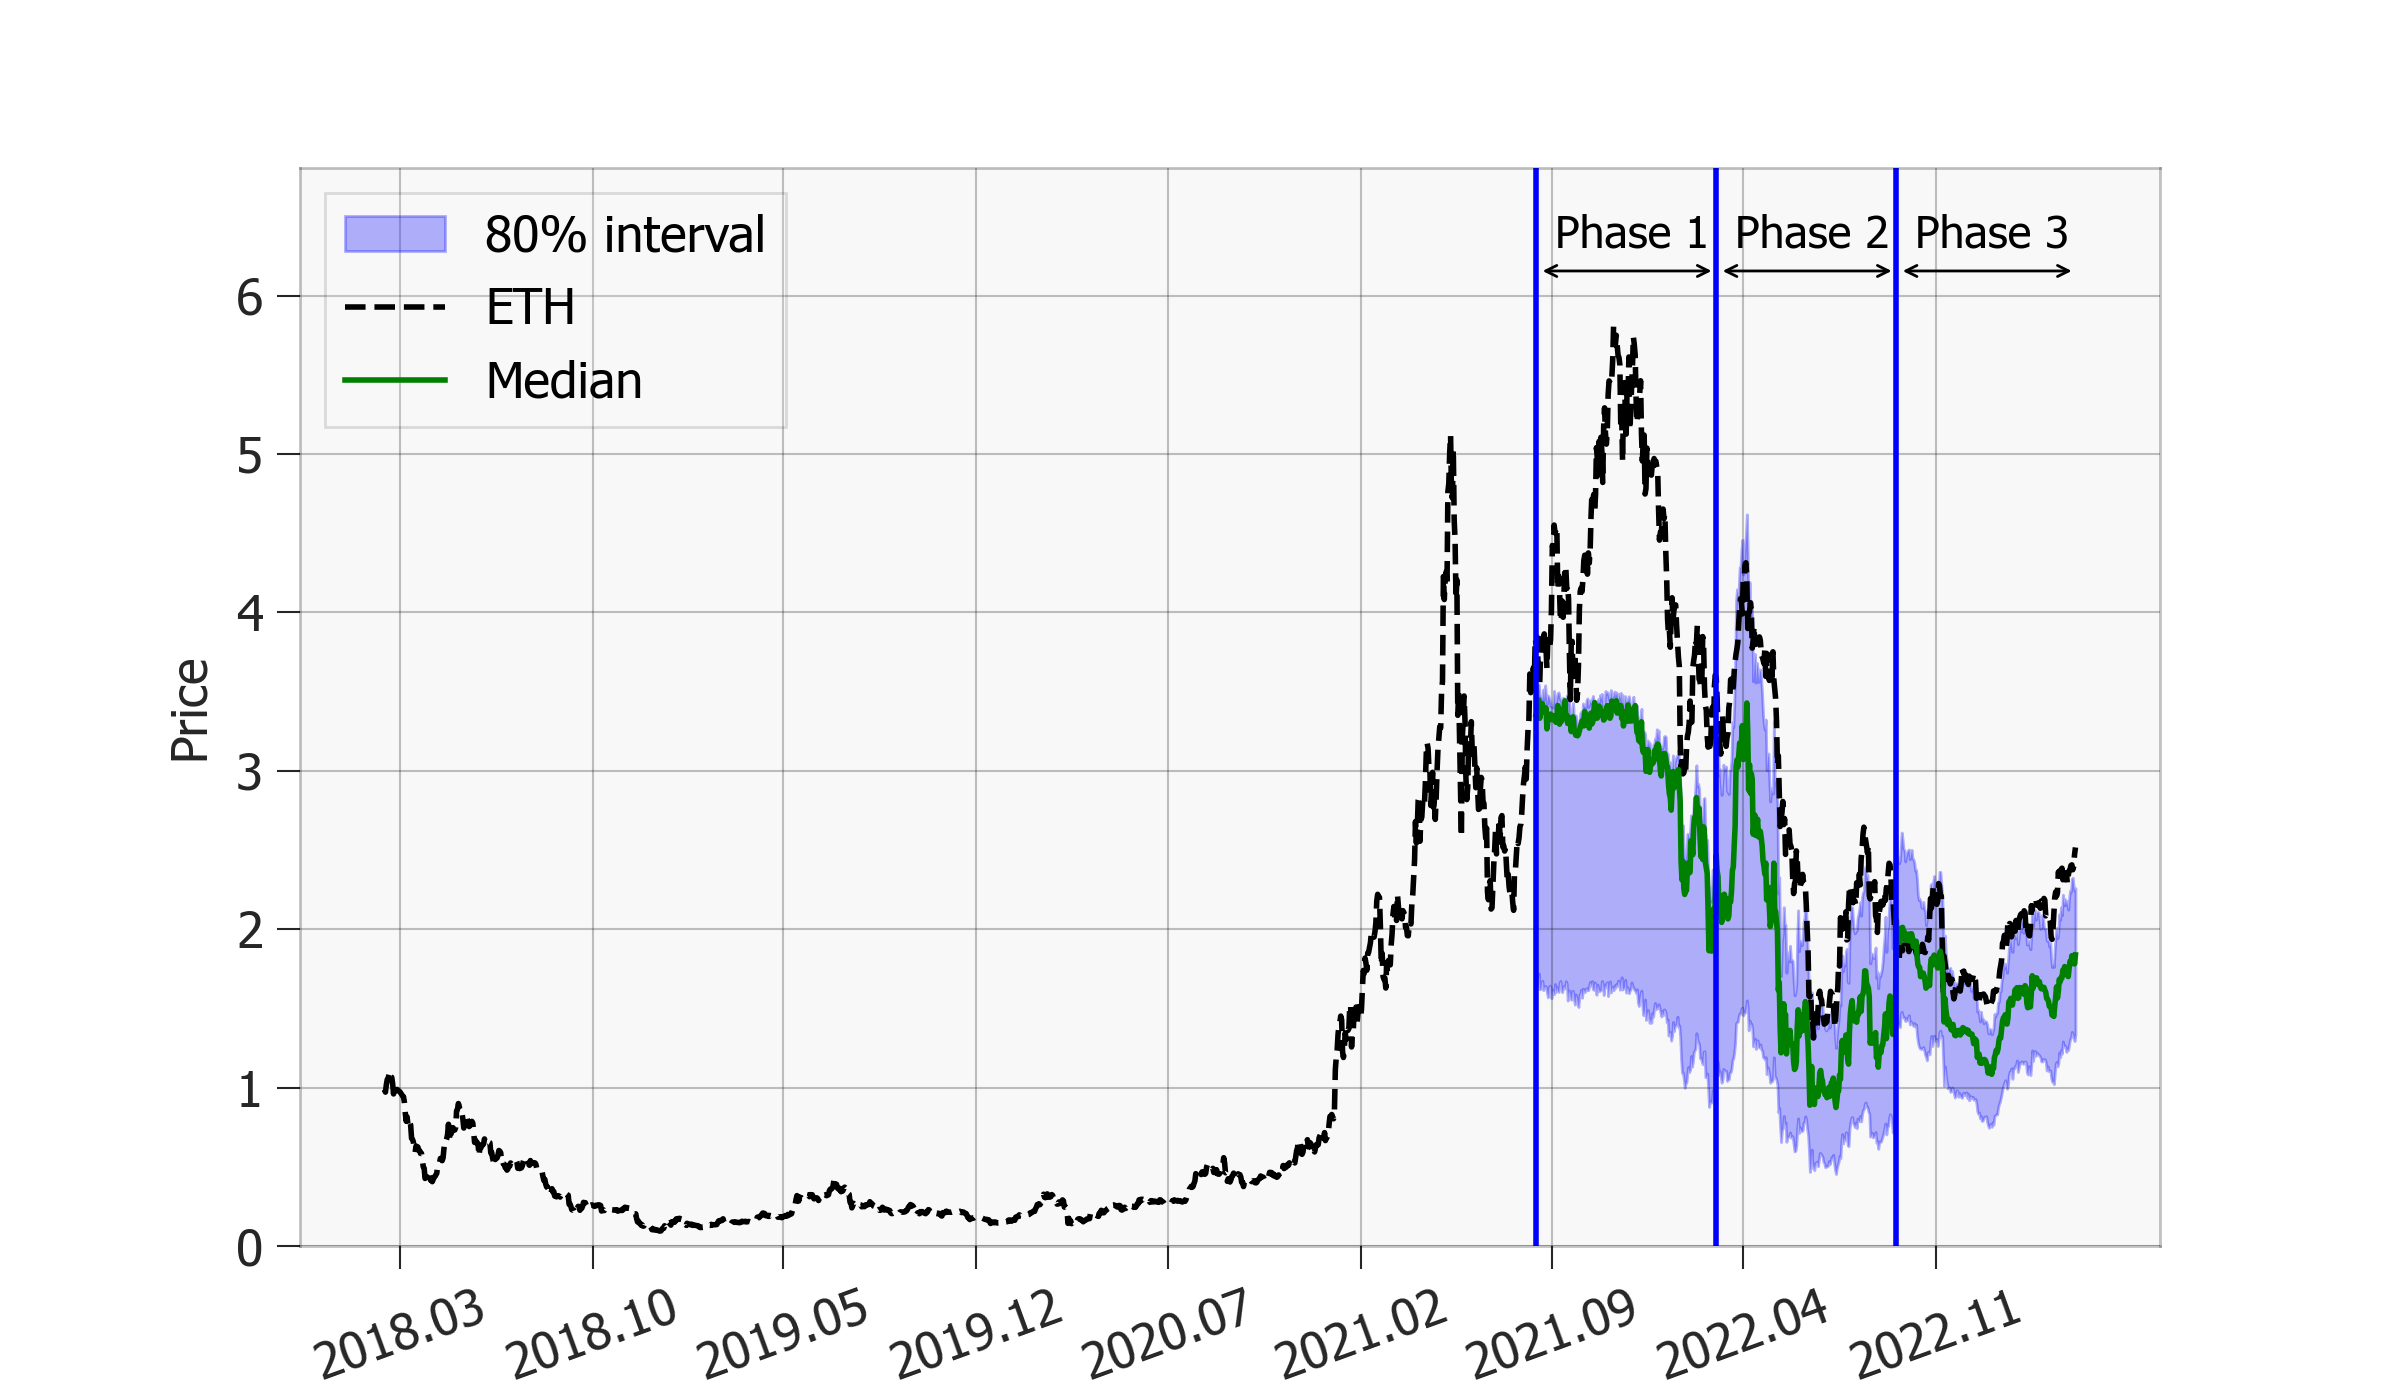 80% interval
ETH
Median
Phase 1
Phase 2
Phase 3
6
5
4
3
2
1
0
Price
2018.03
2018.10
2019.05
2019.12
2020.07
2021.02
2021.09
2022.04
2022.11